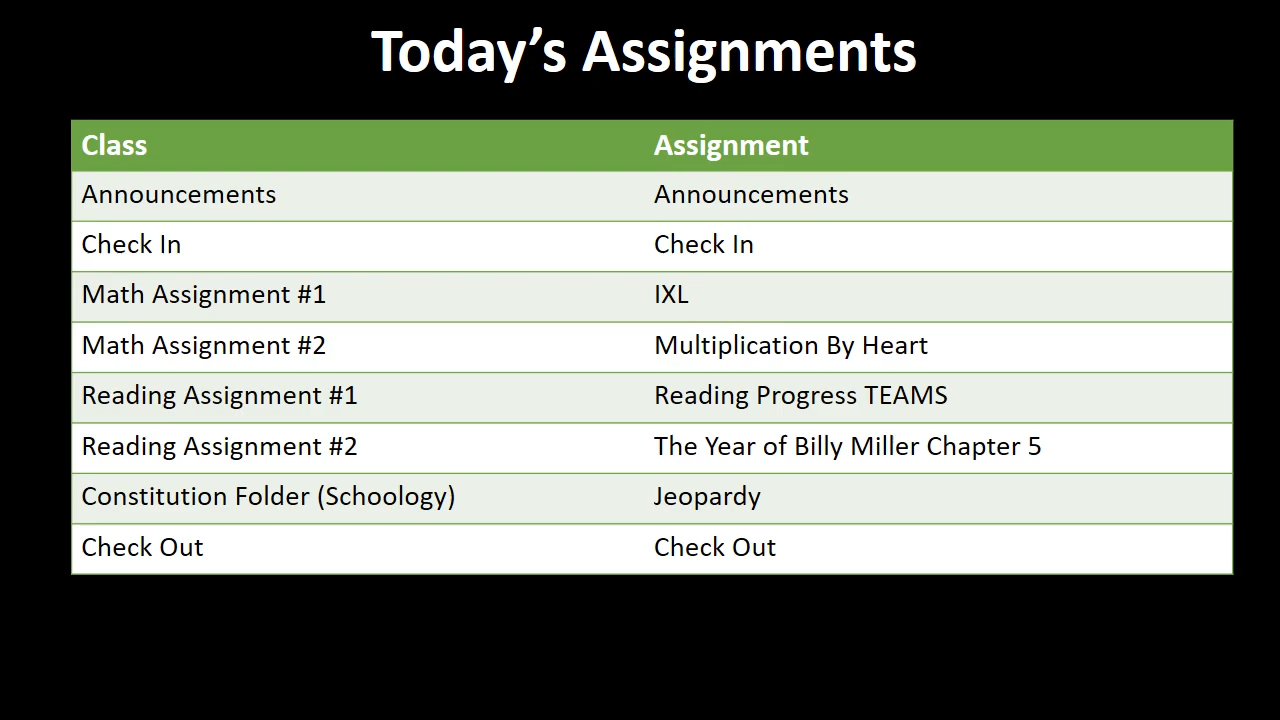 Today’s Assignments
Class Assignment
Announcements Announcements
Check In Check In
Math Assignment #1 IXL
Math Assignment #2 Multiplication By Heart
Reading Assignment #1 Reading Progress TEAMS
Reading Assignment #2 The Year of Billy Miller Chapter 5
Constitution Folder (Schoology) Jeopardy
Check Out Check Out